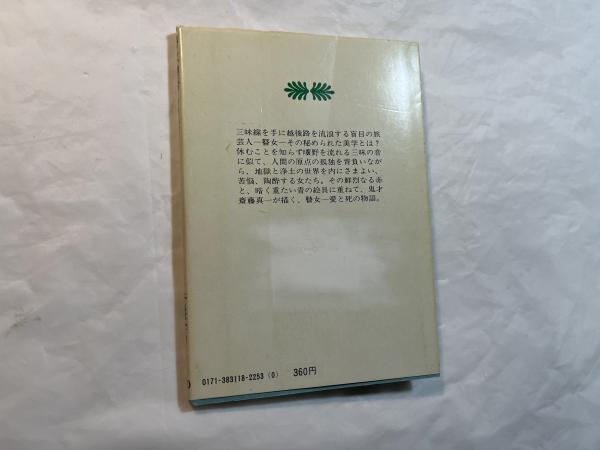 三味線を手に越後路を流浪する盲目の旅
芸人―瞽女―その秘められた美学とは?
休むことを知らず曠野を流れる三味の音
に似て、人間の原点の孤独を背負いなが
ら、地獄と浄土の世界を内にさまよい、
苦悩、陶酔する女たち。その鮮烈なる赤
と、暗く重たい青の絵具に重ねて、鬼才
斎藤真一が描く、瞽女―愛と死の物語。
0171-383118-2253(0) 360円